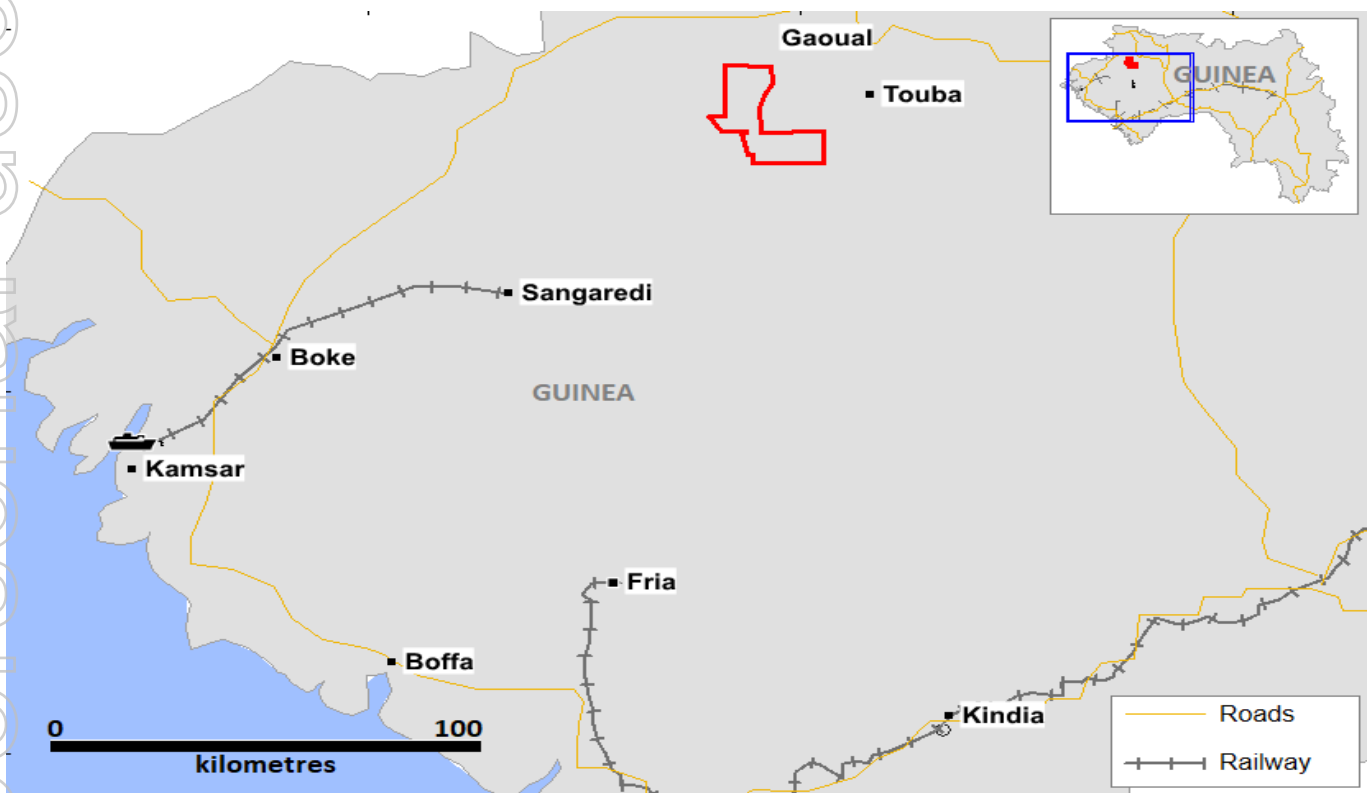 Gaoual
Touba
GUINEA
Sangaredi
Boke
GUINEA
Kamsar
Fria
Boffa
Kindia
0 100
kilometres
Roads
Railway